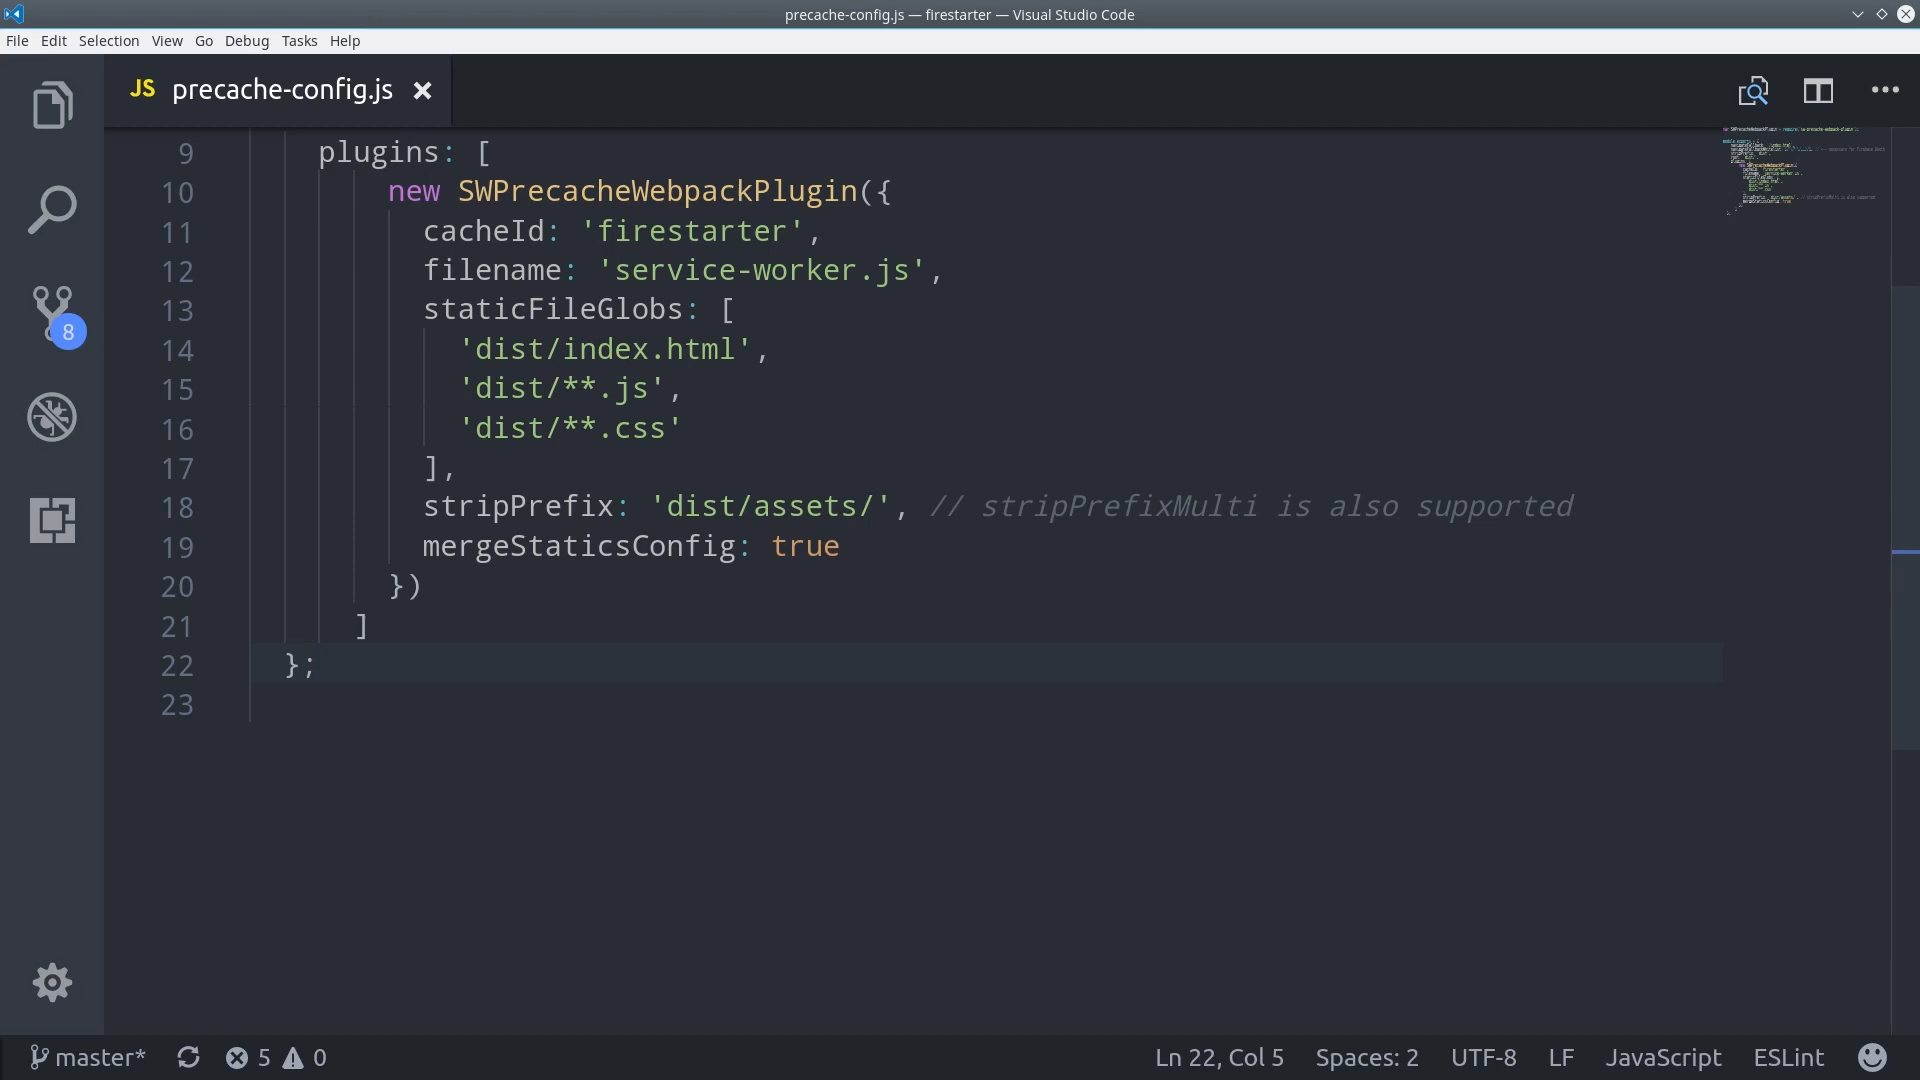 precache-config.js — firestarter — Visual Studio Code
File Edit Selection View Go Debug Tasks Help
JS precache-config.js
9 plugins: [
10 new SWPrecacheWebpackPlugin({
11 cacheId: 'firestarter',
12 filename: 'service-worker.js',
13 staticFileGlobs: [
14 'dist/index.html',
15 'dist/**.js',
16 'dist/**.css'
17 ],
18 stripPrefix: 'dist/assets/', // stripPrefixMulti is also supported
19 mergeStaticsConfig: true
20 })
21 ]
22 };
23
8
master* 5 0 Ln 22, Col 5 Spaces: 2 UTF-8 LF JavaScript ESLint